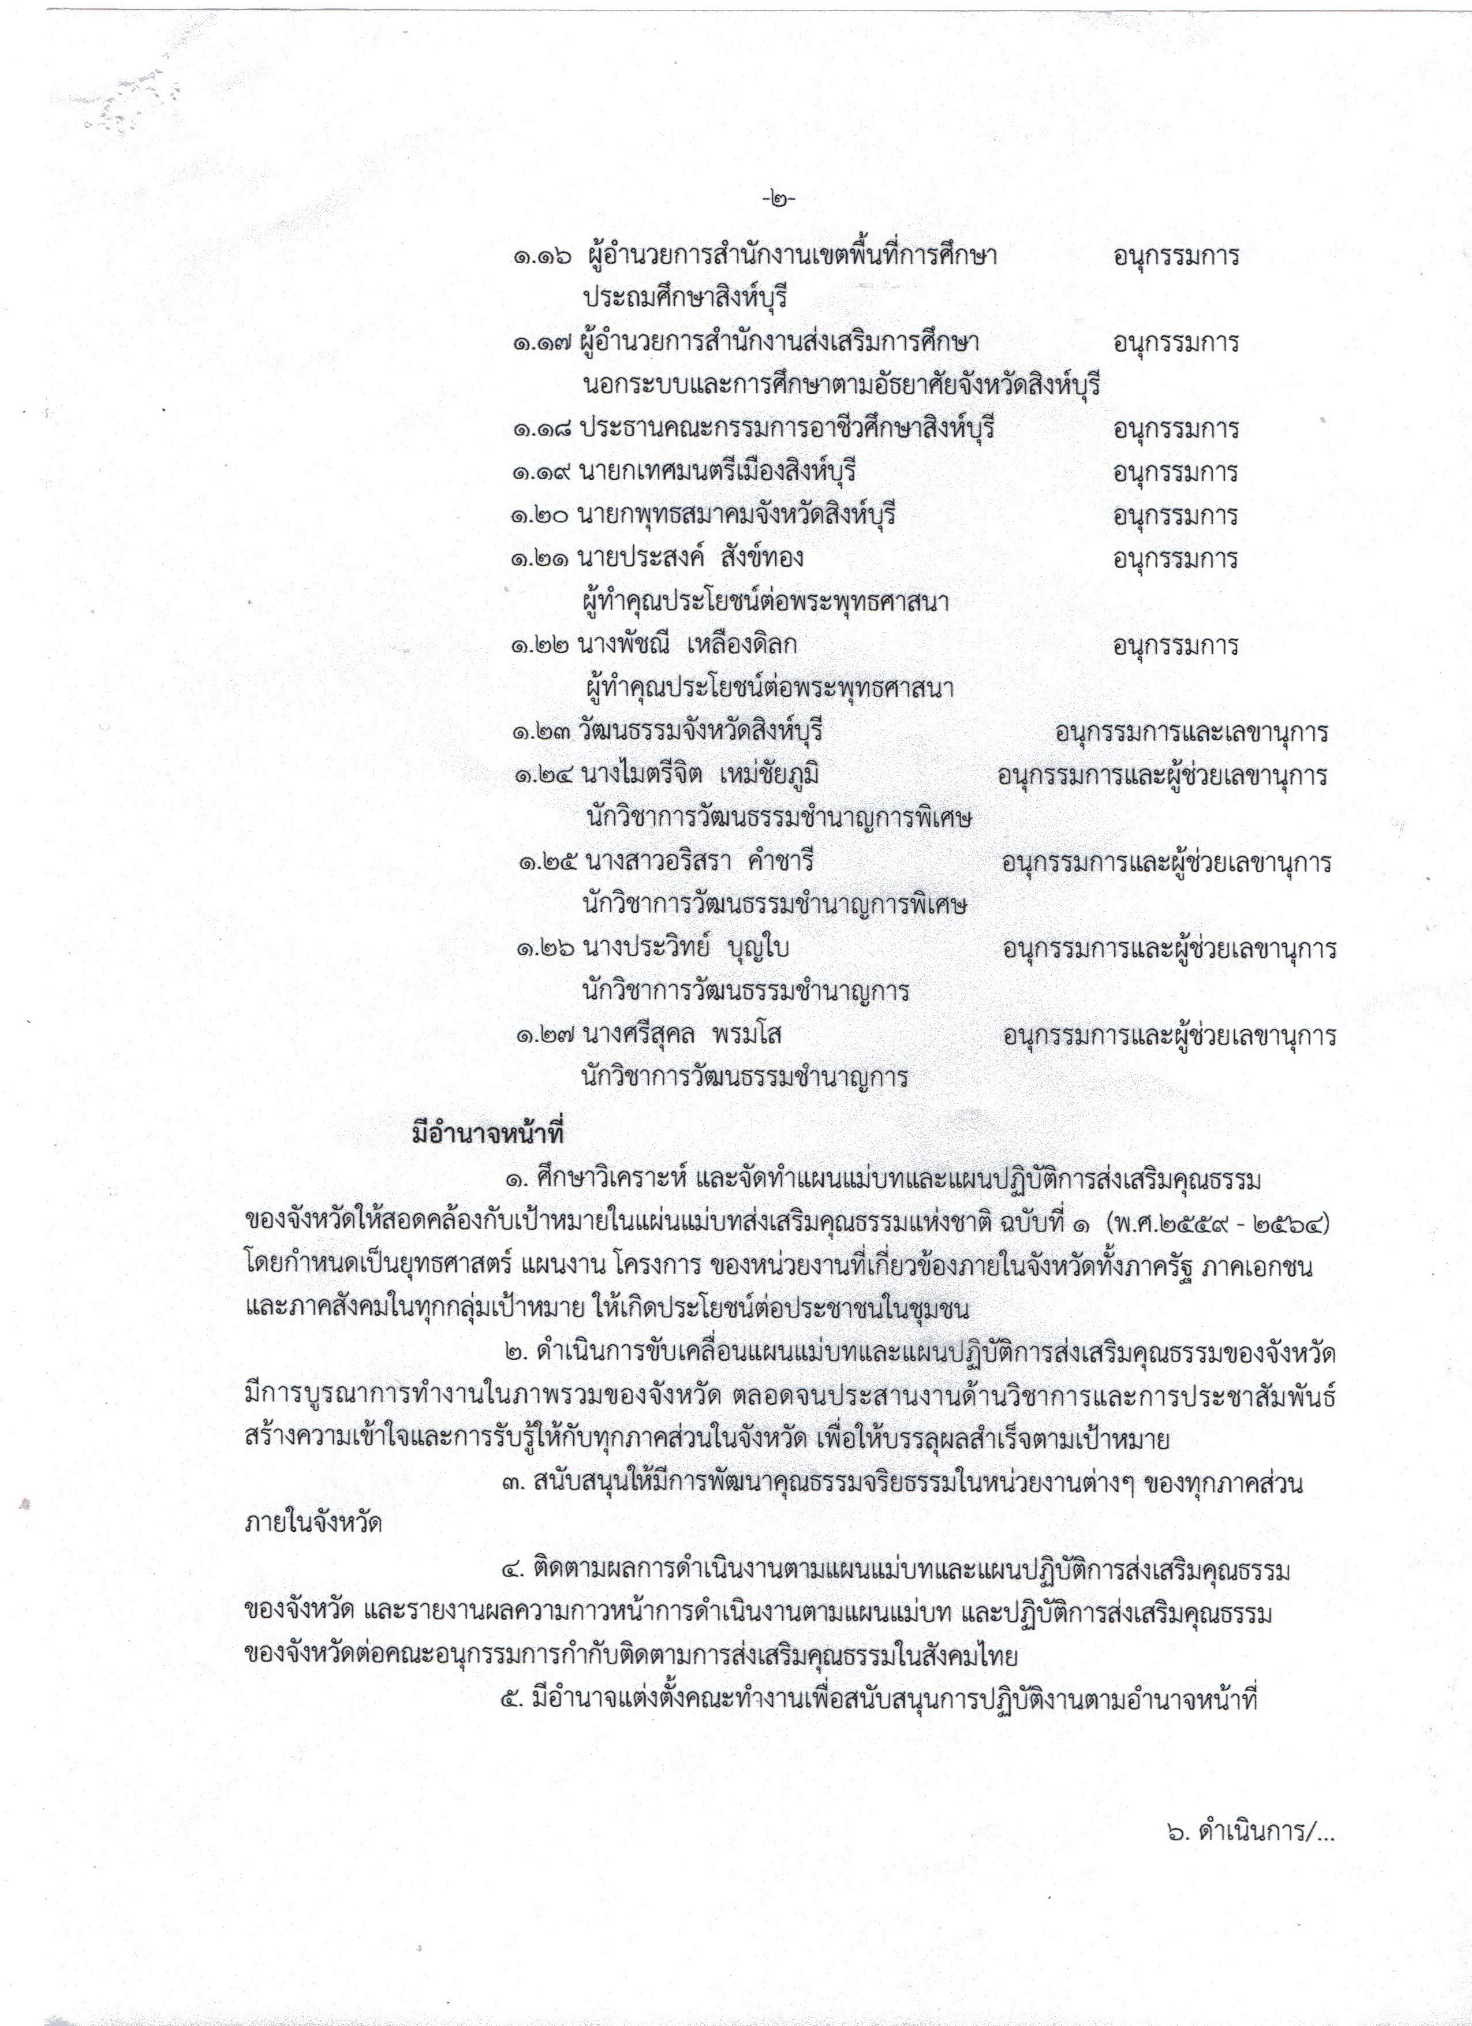 -๒-
๑.๑๖ ผู้อำนวยการสำนักงานเขตพื้นที่การศึกษา อนุกรรมการ
ประถมศึกษาสิงห์บุรี
๑.๑๗ ผู้อำนวยการสำนักงานส่งเสริมการศึกษา อนุกรรมการ
นอกระบบและการศึกษาตามอัธยาศัยจังหวัดสิงห์บุรี
๑.๑๘ ประธานคณะกรรมการอาชีวศึกษาสิงห์บุรี อนุกรรมการ
๑.๑๙ นายกเทศมนตรีเมืองสิงห์บุรี อนุกรรมการ
๑.๒๐ นายกพุทธสมาคมจังหวัดสิงห์บุรี อนุกรรมการ
๑.๒๑ นายประสงค์ สังข์ทอง อนุกรรมการ
ผู้ทำคุณประโยชน์ต่อพระพุทธศาสนา
๑.๒๒ นางพัชณี เหลืองดิลก อนุกรรมการ
ผู้ทำคุณประโยชน์ต่อพระพุทธศาสนา
๑.๒๓ วัฒนธรรมจังหวัดสิงห์บุรี อนุกรรมการและเลขานุการ
๑.๒๔ นางไมตรีจิต เหม่ชัยภูมิ อนุกรรมการและผู้ช่วยเลขานุการ
นักวิชาการวัฒนธรรมชำนาญการพิเศษ
๑.๒๕ นางสาวอริสรา คำชารี อนุกรรมการและผู้ช่วยเลขานุการ
นักวิชาการวัฒนธรรมชำนาญการพิเศษ
๑.๒๖ นางประวิทย์ บุญใบ อนุกรรมการและผู้ช่วยเลขานุการ
นักวิชาการวัฒนธรรมชำนาญการ
๑.๒๗ นางศรีสุคล พรมโส อนุกรรมการและผู้ช่วยเลขานุการ
นักวิชาการวัฒนธรรมชำนาญการ
มีอำนาจหน้าที่
๑. ศึกษาวิเคราะห์ และจัดทำแผนแม่บทและแผนปฏิบัติการส่งเสริมคุณธรรม
ของจังหวัดให้สอดคล้องกับเป้าหมายในแผ่นแม่บทส่งเสริมคุณธรรมแห่งชาติ ฉบับที่ ๑ (พ.ศ.๒๕๕๙ - ๒๕๖๔)
โดยกำหนดเป็นยุทธศาสตร์ แผนงาน โครงการ ของหน่วยงานที่เกี่ยวข้องภายในจังหวัดทั้งภาครัฐ ภาคเอกชน
และภาคสังคมในทุกกลุ่มเป้าหมาย ให้เกิดประโยชน์ต่อประชาชนในชุมชน
๒. ดำเนินการขับเคลื่อนแผนแม่บทและแผนปฏิบัติการส่งเสริมคุณธรรมของจังหวัด
มีการบูรณาการทำงานในภาพรวมของจังหวัด ตลอดจนประสานงานด้านวิชาการและการประชาสัมพันธ์
สร้างความเข้าใจและการรับรู้ให้กับทุกภาคส่วนในจังหวัด เพื่อให้บรรลุผลสำเร็จตามเป้าหมาย
๓. สนับสนุนให้มีการพัฒนาคุณธรรมจริยธรรมในหน่วยงานต่างๆ ของทุกภาคส่วน
ภายในจังหวัด
๔. ติดตามผลการดำเนินงานตามแผนแม่บทและแผนปฏิบัติการส่งเสริมคุณธรรม
ของจังหวัด และรายงานผลความกาวหน้าการดำเนินงานตามแผนแม่บท และปฏิบัติการส่งเสริมคุณธรรม
ของจังหวัดต่อคณะอนุกรรมการกำกับติดตามการส่งเสริมคุณธรรมในสังคมไทย
๕. มีอำนาจแต่งตั้งคณะทำงานเพื่อสนับสนุนการปฏิบัติงานตามอำนาจหน้าที่
๖. ดำเนินการ/...